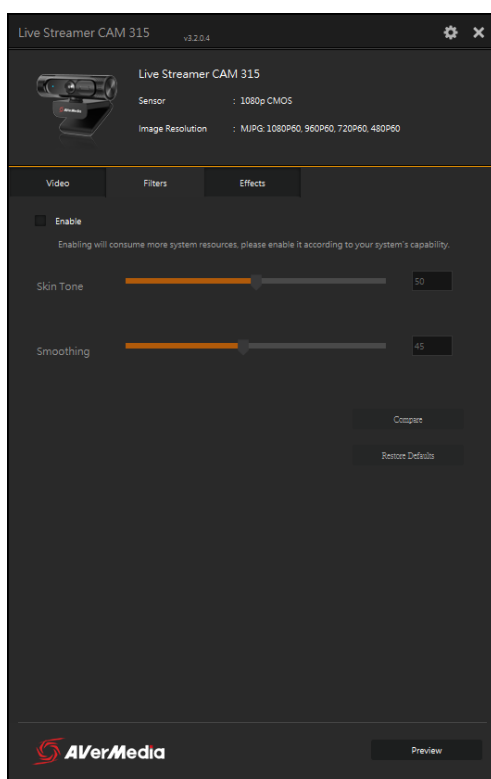 Live Streamer CAM 315 v3.2.0.4
Live Streamer CAM 315
Sensor : 1080p CMOS
Image Resolution : MJPG: 1080P60, 960P60, 720P60, 480P60
Video Filters Effects
Enable
Enabling will consume more system resources, please enable it according to your system's capability.
Skin Tone 50
Smoothing 45
Compare
Restore Defaults
AVerMedia
Preview